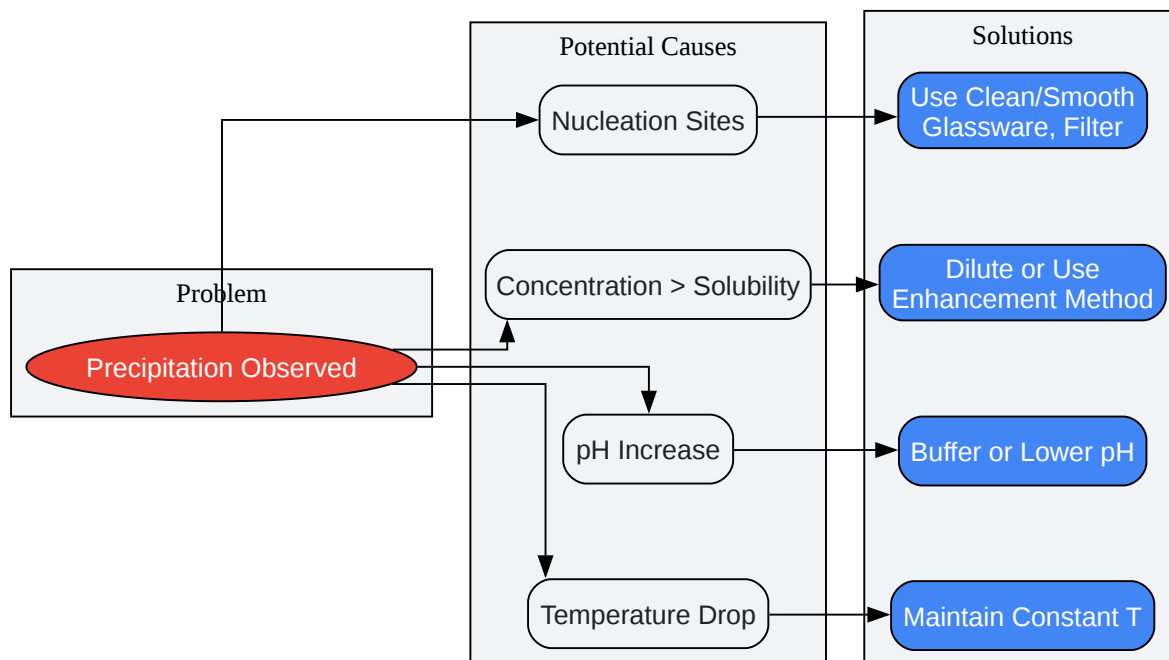 Problem
Precipitation Observed
Potential Causes
Nucleation Sites
Concentration > Solubility
pH Increase
Temperature Drop
Solutions
Use Clean/Smooth
Glassware, Filter
Dilute or Use
Enhancement Method
Buffer or Lower pH
Maintain Constant T